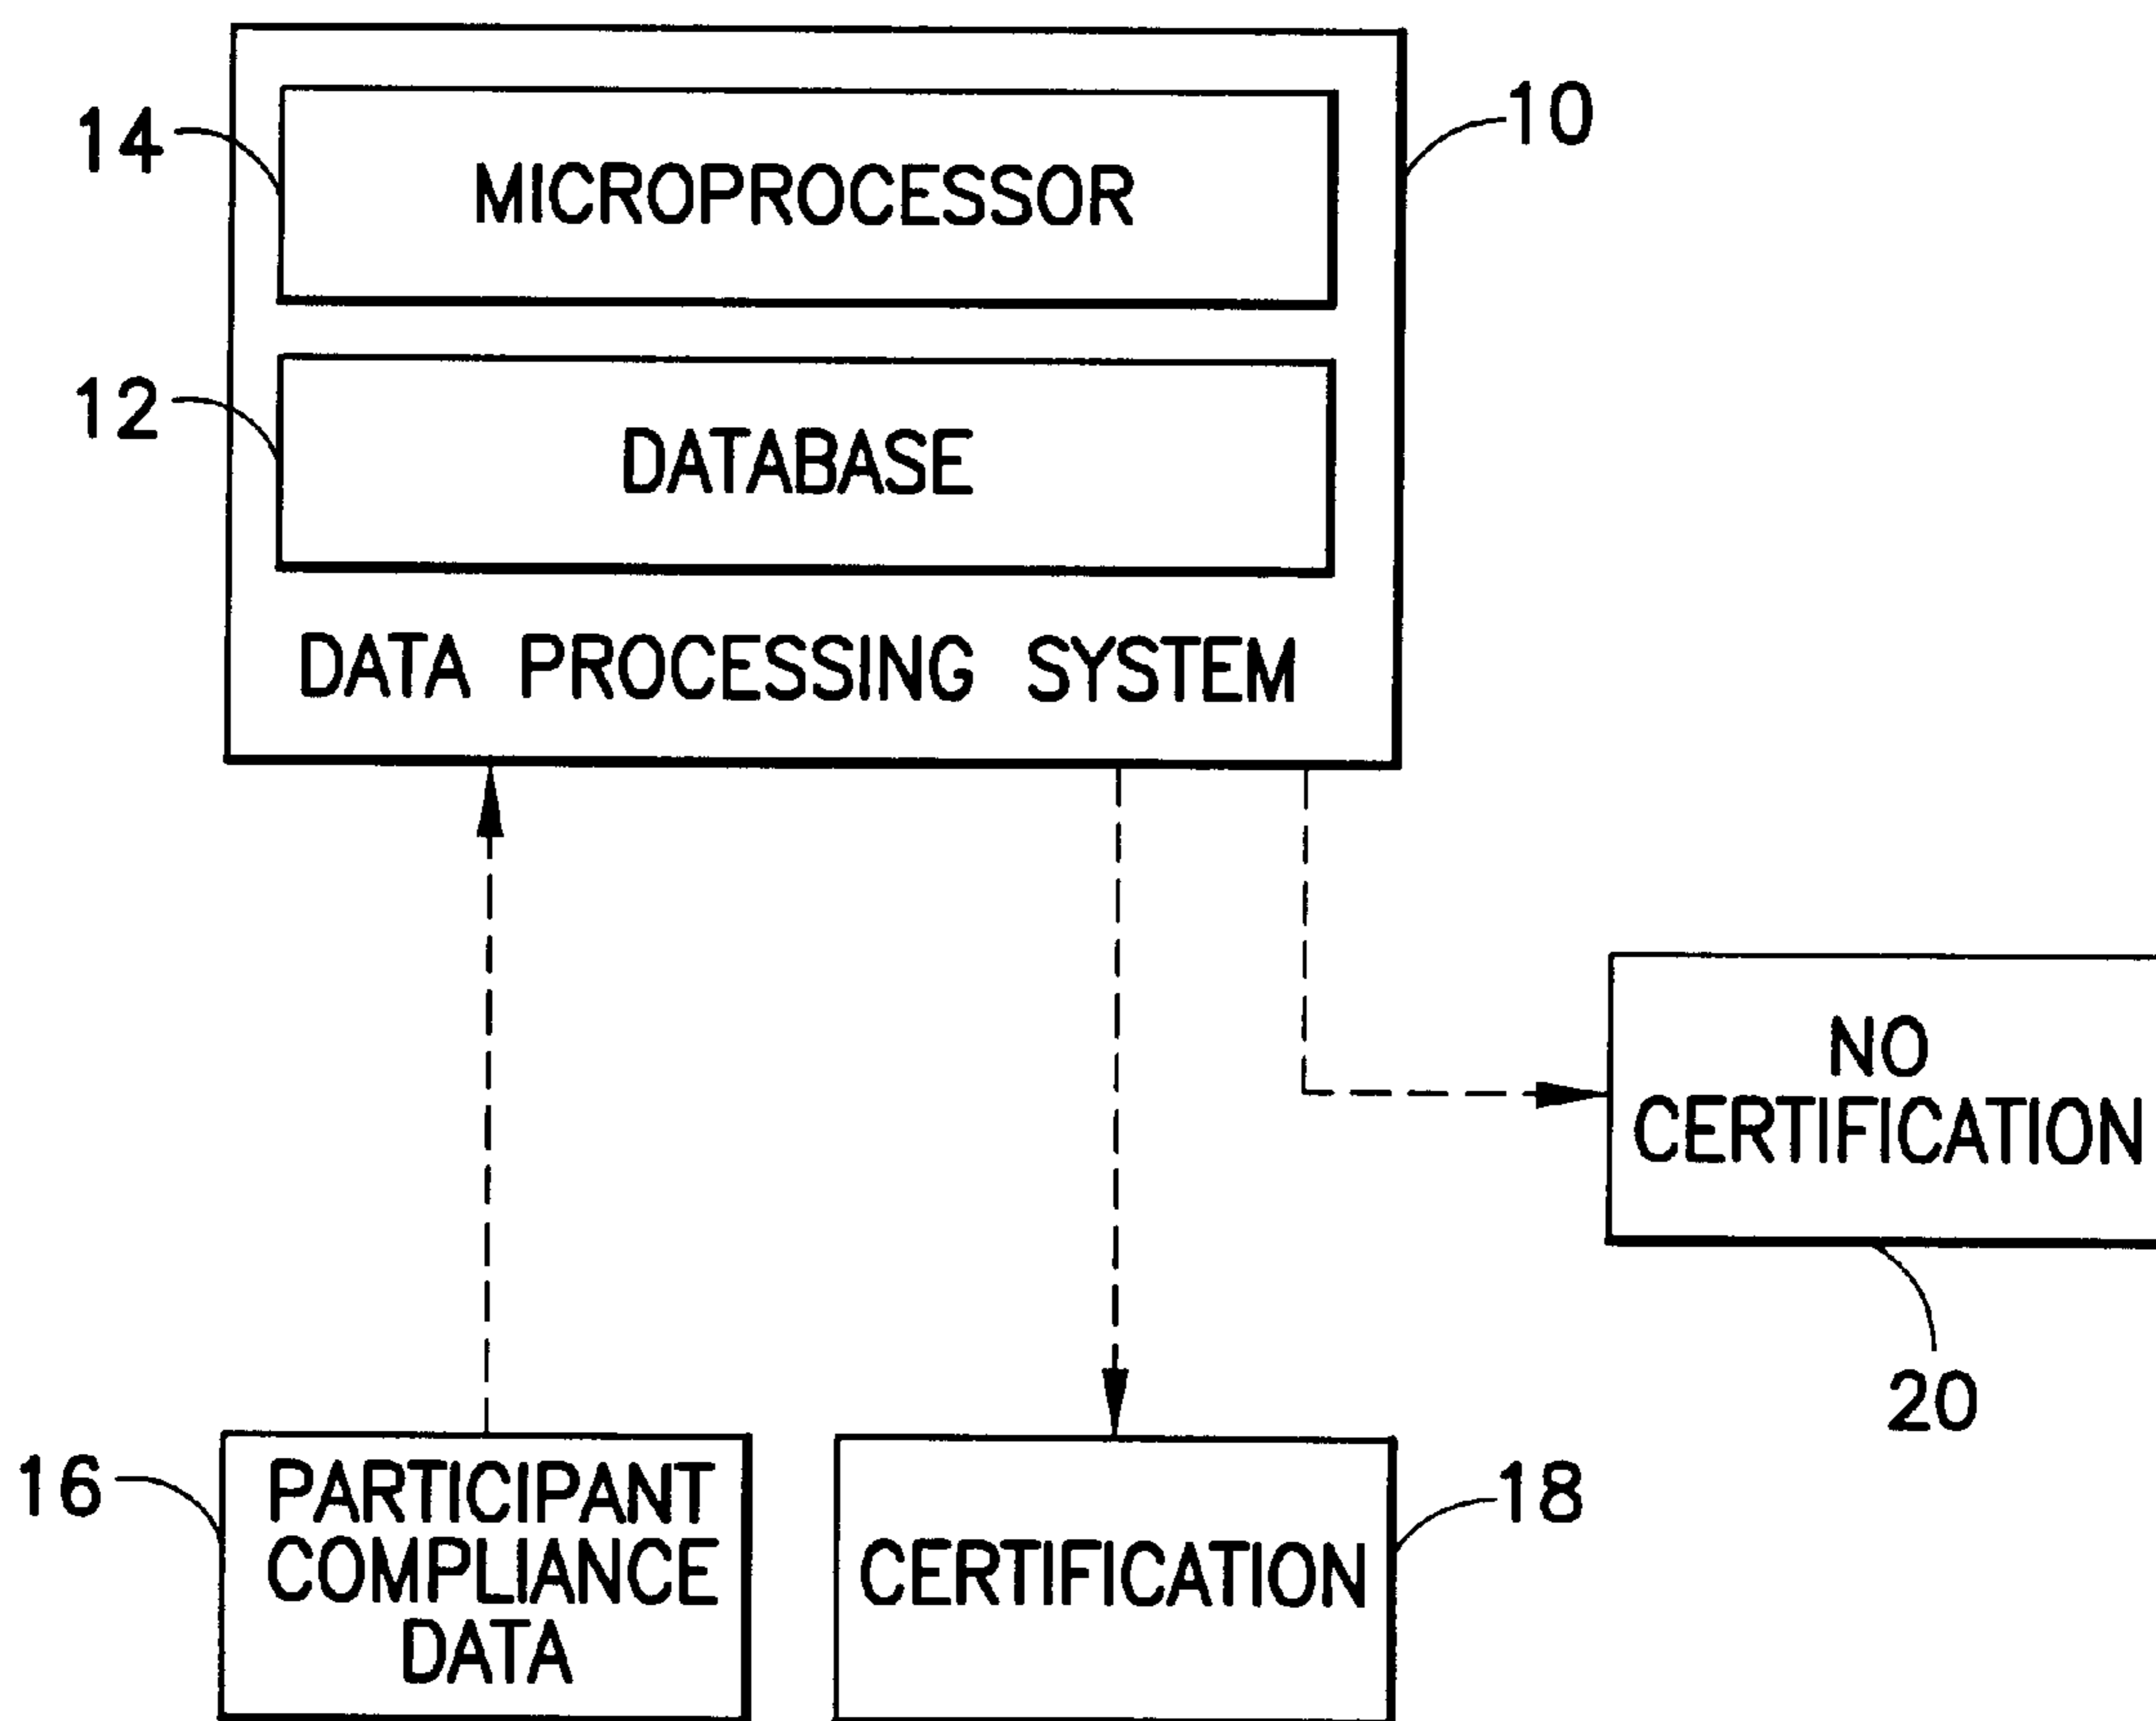 14
MICROPROCESSOR
10
12
DATABASE
DATA PROCESSING SYSTEM
NO
CERTIFICATION
20
16
PARTICIPANT
COMPLIANCE
DATA
CERTIFICATION
18